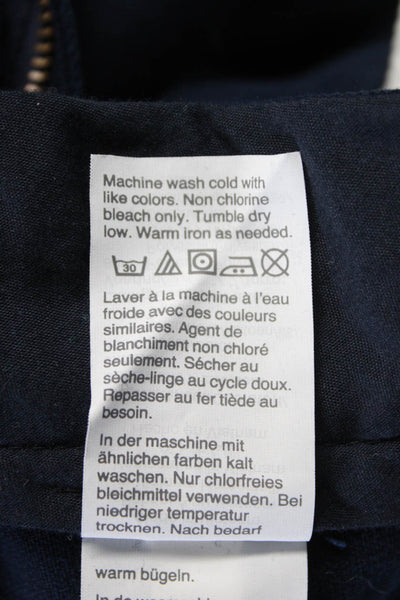 Machine wash cold with
like colors. Non chlorine
bleach only. Tumble dry
low. Warm iron as needed.
30
Laver à la machine à l'eau
froide avec des couleurs
similaires. Agent de
blanchiment non chloré
seulement. Sécher au
sèche-linge au cycle doux.
Repasser au fer tiède au
besoin.
In der maschine mit
ähnlichen farben kalt
waschen. Nur chlorfreies
bleichmittel verwenden. Bei
niedriger temperatur
trocknen. Nach bedarf
warm bügeln.